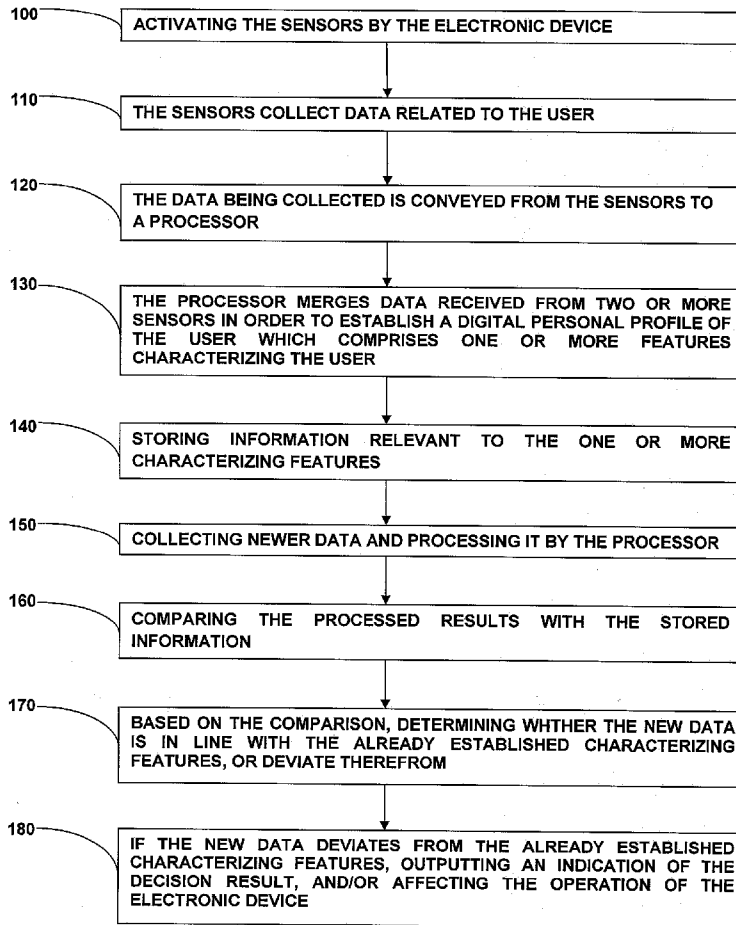 100
ACTIVATING THE SENSORS BY THE ELECTRONIC DEVICE
110
THE SENSORS COLLECT DATA RELATED TO THE USER
120
THE DATA BEING COLLECTED IS CONVEYED FROM THE SENSORS TO
A PROCESSOR
130
THE PROCESSOR MERGES DATA RECEIVED FROM TWO OR MORE
SENSORS IN ORDER TO ESTABLISH A DIGITAL PERSONAL PROFILE OF
THE USER WHICH COMPRISES ONE OR MORE FEATURES
CHARACTERIZING THE USER
140
STORING INFORMATION RELEVANT TO THE ONE OR MORE
CHARACTERIZING FEATURES
150
COLLECTING NEWER DATA AND PROCESSING IT BY THE PROCESSOR
160
COMPARING THE PROCESSED RESULTS WITH THE STORED
INFORMATION
170
BASED ON THE COMPARISON, DETERMINING WHTHER THE NEW DATA
IS IN LINE WITH THE ALREADY ESTABLISHED CHARACTERIZING
FEATURES, OR DEVIATE THEREFROM
180
IF THE NEW DATA DEVIATES FROM THE ALREADY ESTABLISHED
CHARACTERIZING FEATURES, OUTPUTTING AN INDICATION OF THE
DECISION RESULT, AND/OR AFFECTING THE OPERATION OF THE
ELECTRONIC DEVICE